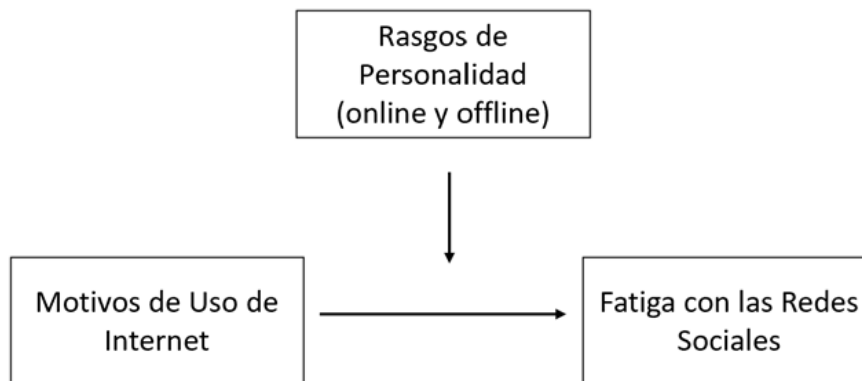 Rasgos de
Personalidad
(online y offline)
Motivos de Uso de
Internet
Fatiga con las Redes
Sociales